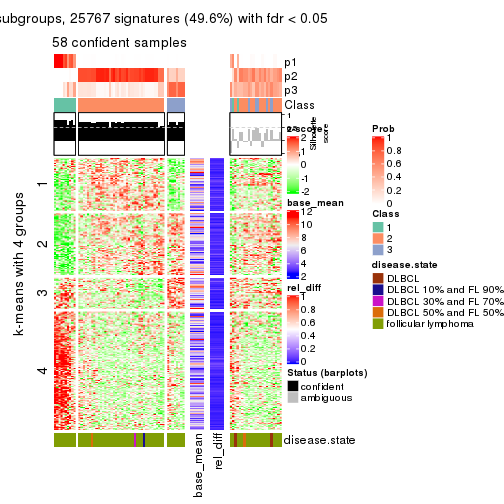 subgroups, 25767 signatures (49.6%) with fdr < 0.05
58 confident samples
p1
p2
p3
Class
1
Silhouette
score
k-means with 4 groups
1
2
3
4
base_mean
rel_diff
disease.state
z-score
2
1
0
-1
-2
base_mean
12
10
8
6
4
2
rel_diff
1
0.8
0.6
0.4
0.2
0
Status (barplots)
confident
ambiguous
Prob
1
0.8
0.6
0.4
0.2
0
Class
1
2
3
disease.state
DLBCL
DLBCL 10% and FL 90%
DLBCL 30% and FL 70%
DLBCL 50% and FL 50%
follicular lymphoma